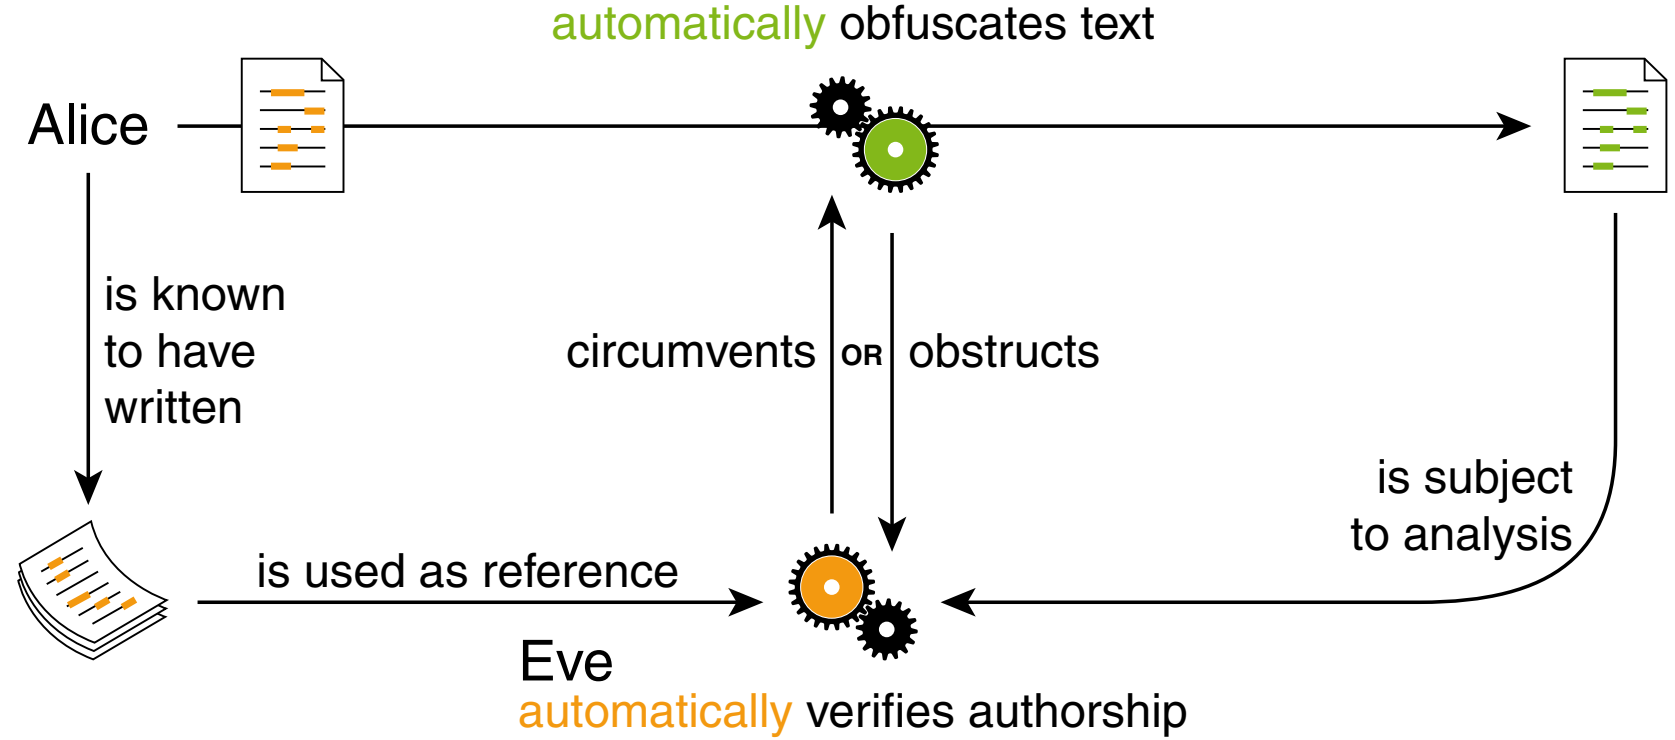 automatically obfuscates text
Alice
is known
to have
written
circumvents OR obstructs
is subject
to analysis
is used as reference
Eve
automatically verifies authorship